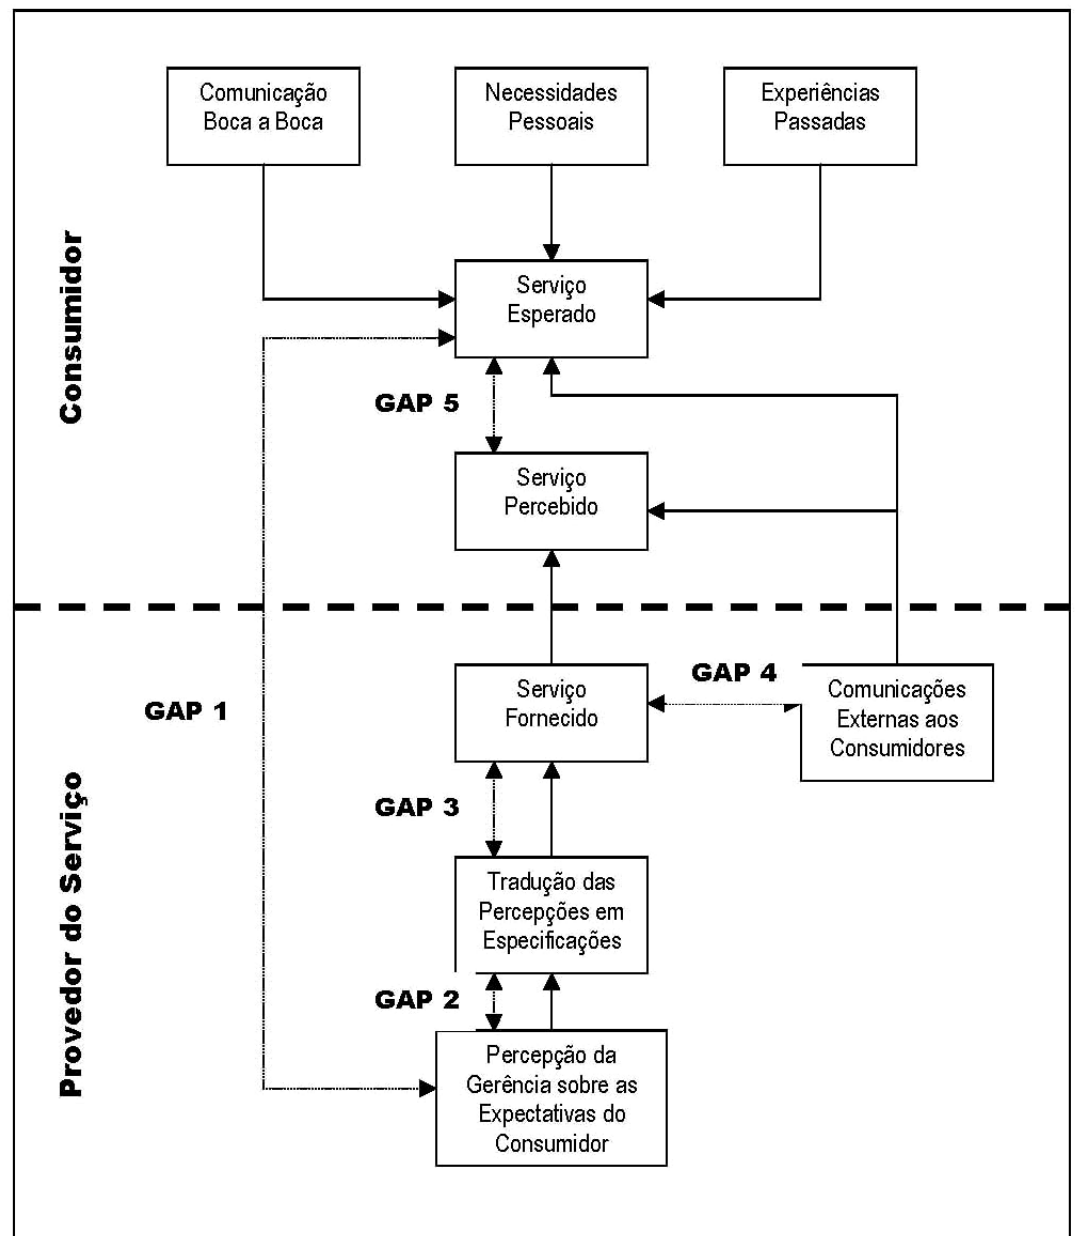 Comunicação
Boca a Boca
Necessidades
Pessoais
Experiências
Passadas
Consumidor
Serviço
Esperado
GAP 5
Serviço
Percebido
GAP 1
Serviço
Fornecido
GAP 4
Comunicações
Externas aos
Consumidores
Provedor do Serviço
GAP 3
Tradução das
Percepções em
Especificações
GAP 2
Percepção da
Gerência sobre as
Expectativas do
Consumidor